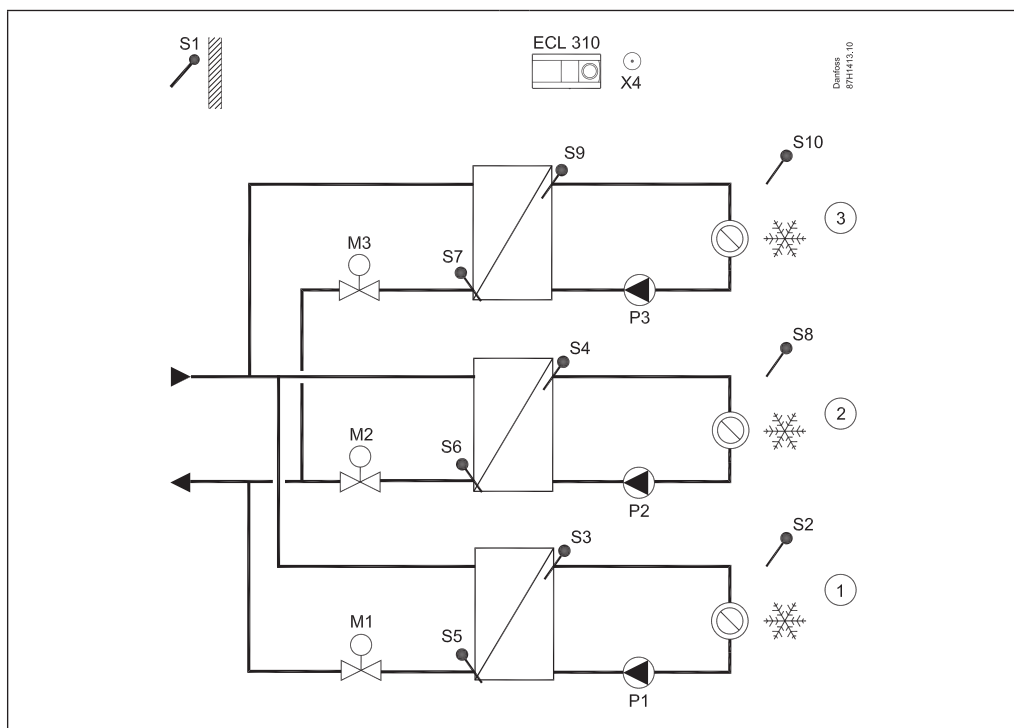 S1
ECL 310
X4
Danfoss
87H1413.10
S9
S10
3
M3
S7
P3
S4
S8
2
M2
S6
P2
S3
S2
1
M1
S5
P1